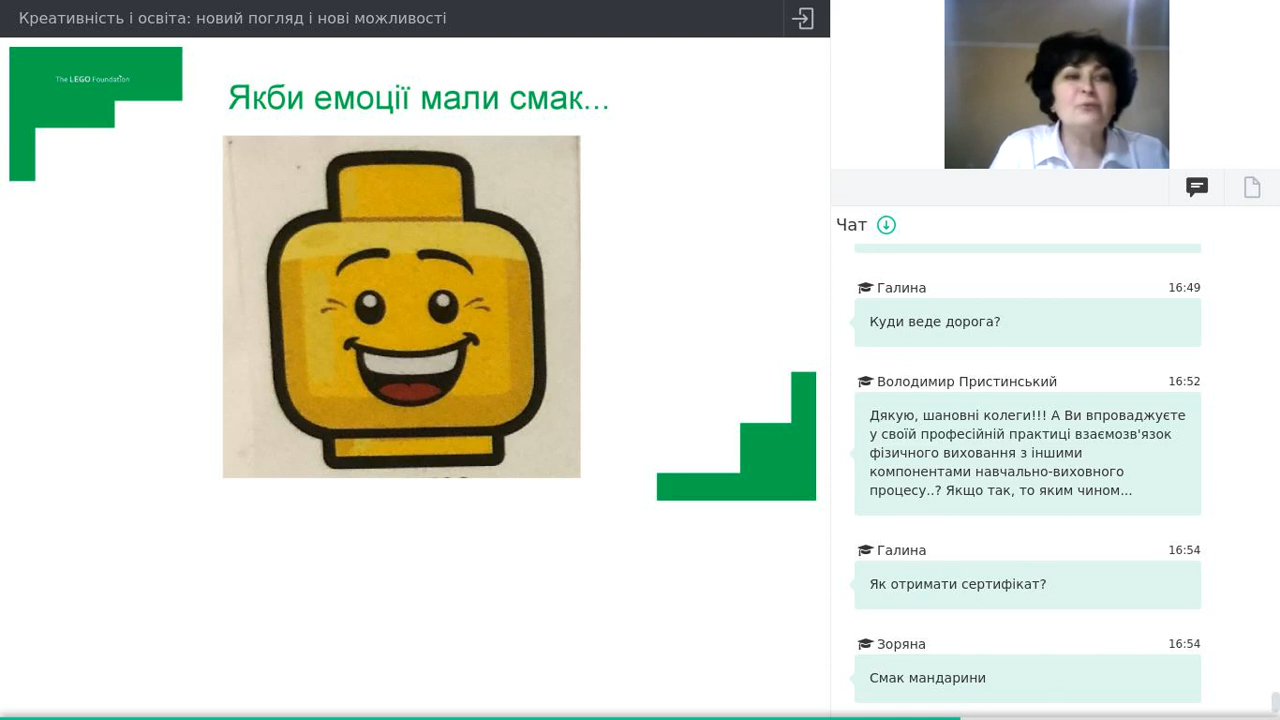 Креативність і освіта: новий погляд і нові можливості
The LEGO Foundation
Якби емоції мали смак...
Чат
Галина 16:49
Куди веде дорога?
Володимир Пристинський 16:52
Дякую, шановні колеги!!! А Ви впроваджуєте
у своїй професійній практиці взаємозв'язок
фізичного виховання з іншими
компонентами навчально-виховного
процесу..? Якщо так, то яким чином...
Галина 16:54
Як отримати сертифікат?
Зоряна 16:54
Смак мандарини